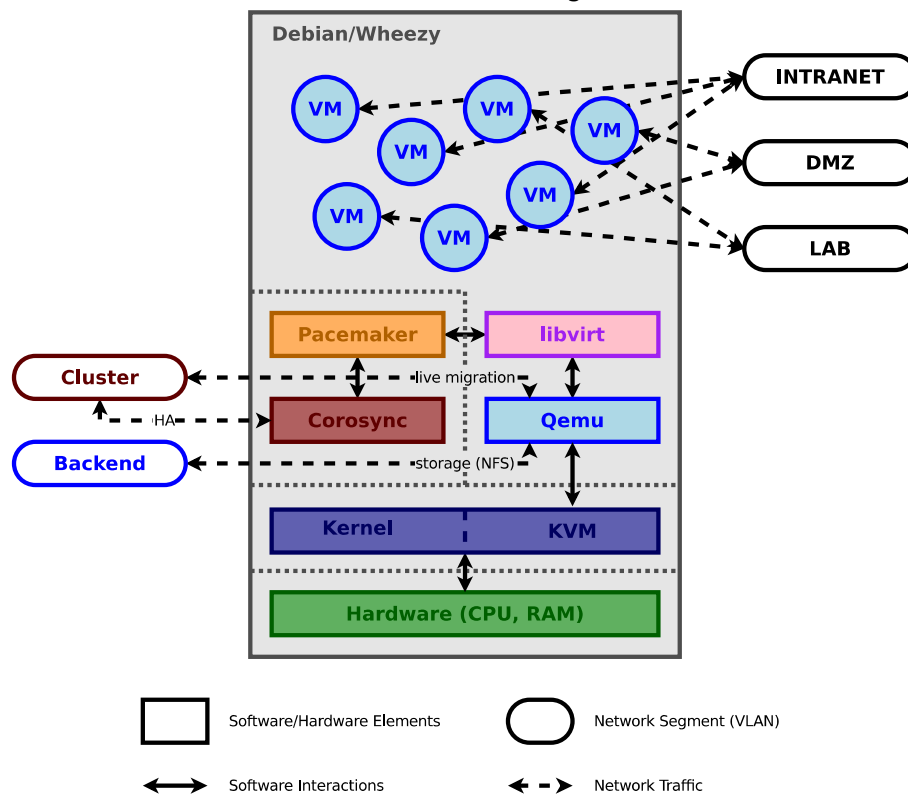 Debian/Wheezy
VM
VM
VM
VM
VM
VM
VM
INTRANET
DMZ
LAB
Pacemaker
libvirt
Cluster
live migration
HA
Corosync
Qemu
Backend
storage (NFS)
Kernel
KVM
Hardware (CPU, RAM)
Software/Hardware Elements
Network Segment (VLAN)
Software Interactions
Network Traffic